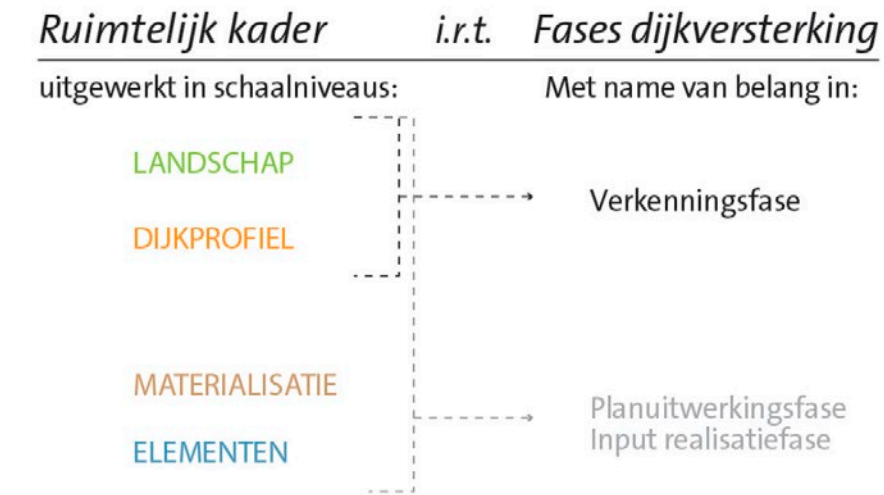 Ruimtelijk kader i.r.t. Fases dijkversterking
uitgewerkt in schaalniveaus: Met name van belang in:
LANDSCHAP
Verkenningsfase
DIJKPROFIEL
MATERIALISATIE
Planuitwerkingsfase
Input realisatiefase
ELEMENTEN